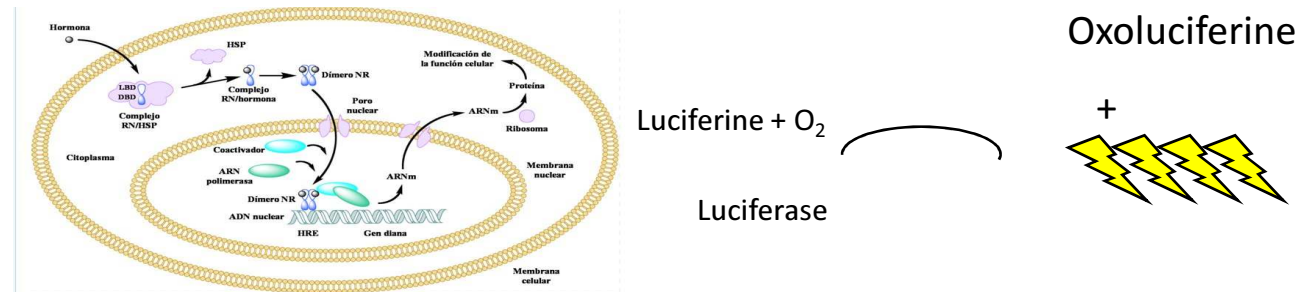 Hormona
HSP
LBD
DBD
Complejo
RN/HSP
Complejo
RN/hormona
Dímero NR
Modificación de
la función celular
Proteína
ARNm
Ribosoma
Poro
nuclear
Citoplasma
Coactivador
ARN
polimerasa
ARNm
Membrana
nuclear
Dímero NR
ADN nuclear
HRE
Gen diana
Membrana
celular
Luciferine + O₂
Luciferase
Oxoluciferine
+